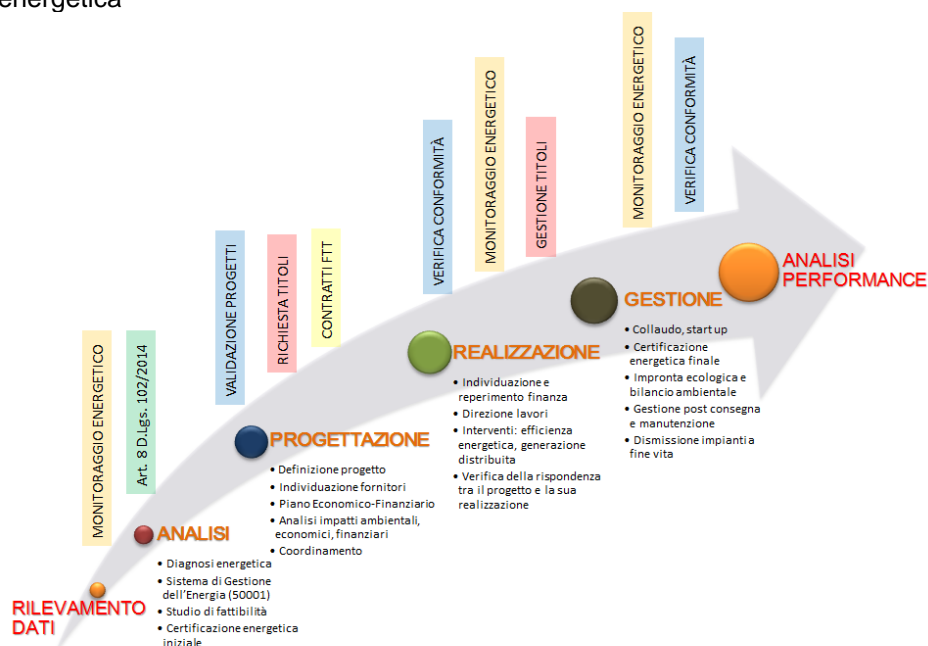 energetica
MONITORAGGIO ENERGETICO
Art. 8 D.Lgs. 102/2014
VALIDAZIONE PROGETTI
RICHIESTA TITOLI
CONTRATTI FTT
VERIFICA CONFORMITÀ
MONITORAGGIO ENERGETICO
GESTIONE TITOLI
MONITORAGGIO ENERGETICO
VERIFICA CONFORMITÀ
RILEVAMENTO
DATI
ANALISI
• Diagnosi energetica
• Sistema di Gestione
dell'Energia (50001)
• Studio di fattibilità
• Certificazione energetica
iniziale
PROGETTAZIONE
• Definizione progetto
• Individuazione fornitori
• Piano Economico-Finanziario
• Analisi impatti ambientali,
economici, finanziari
• Coordinamento
REALIZZAZIONE
• Individuazione e
reperimento finanza
• Direzione lavori
• Interventi: efficienza
energetica, generazione
distribuita
• Verifica della rispondenza
tra il progetto e la sua
realizzazione
GESTIONE
• Collaudo, start up
• Certificazione
energetica finale
• Impronta ecologica e
bilancio ambientale
• Gestione post consegna
e manutenzione
• Dismissione impianti a
fine vita
ANALISI
PERFORMANCE